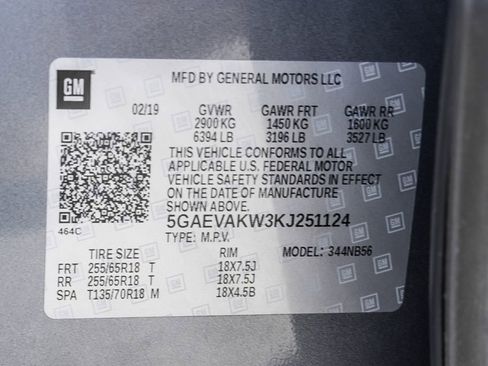 GM
MFD BY GENERAL MOTORS LLC
02/19 GVWR GAWR FRT GAWR RR
2900 KG 1450 KG 1600 KG
6394 LB 3196 LB 3527 LB
THIS VEHICLE CONFORMS TO ALL
APPLICABLE U.S. FEDERAL MOTOR
VEHICLE SAFETY STANDARDS IN EFFECT
ON THE DATE OF MANUFACTURE
SHOWN ABOVE.
464C
5GAEVAKW3KJ251124
TYPE: M.P.V. MODEL: 344NB56
TIRE SIZE RIM
FRT 255/65R18 T 18X7.5J
RR 255/65R18 T 18X7.5J
SPA T135/70R18 M 18X4.5B